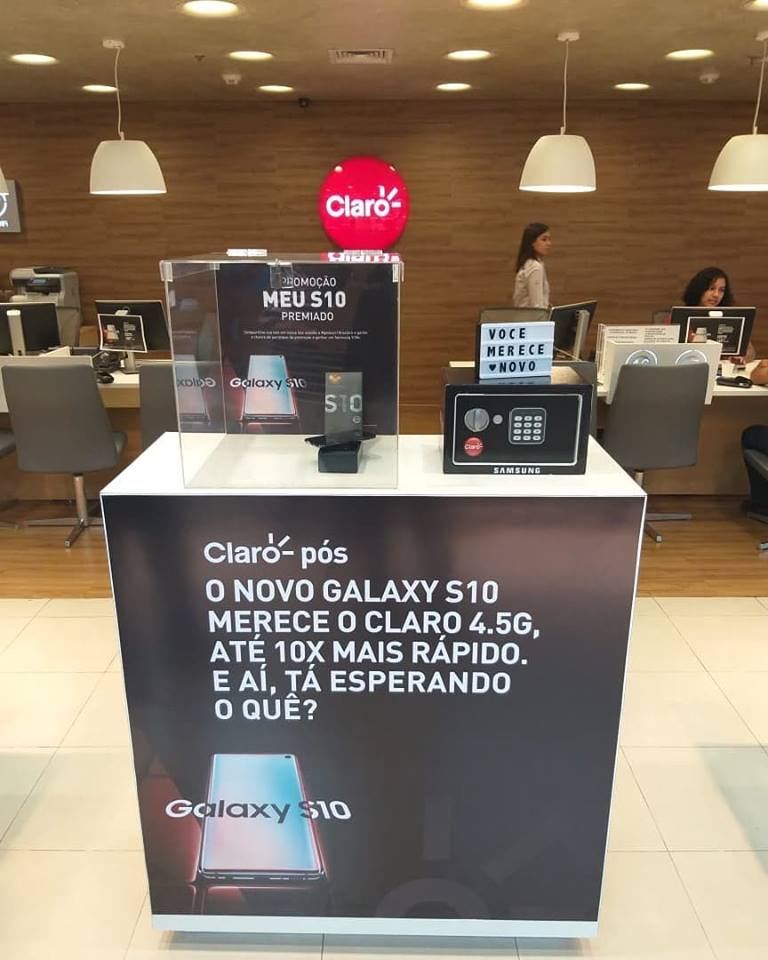 Claro
PROMOÇÃO
MEU S10
PREMIADO
Galaxy S10
S10
VOCE
MERECE
♥NOVO
Claro
SAMSUNG
Claro pós
O NOVO GALAXY S10
MERECE O CLARO 4.5G,
ATÉ 10X MAIS RÁPIDO.
E AÍ, TÁ ESPERANDO
O QUÊ?
Galaxy S10